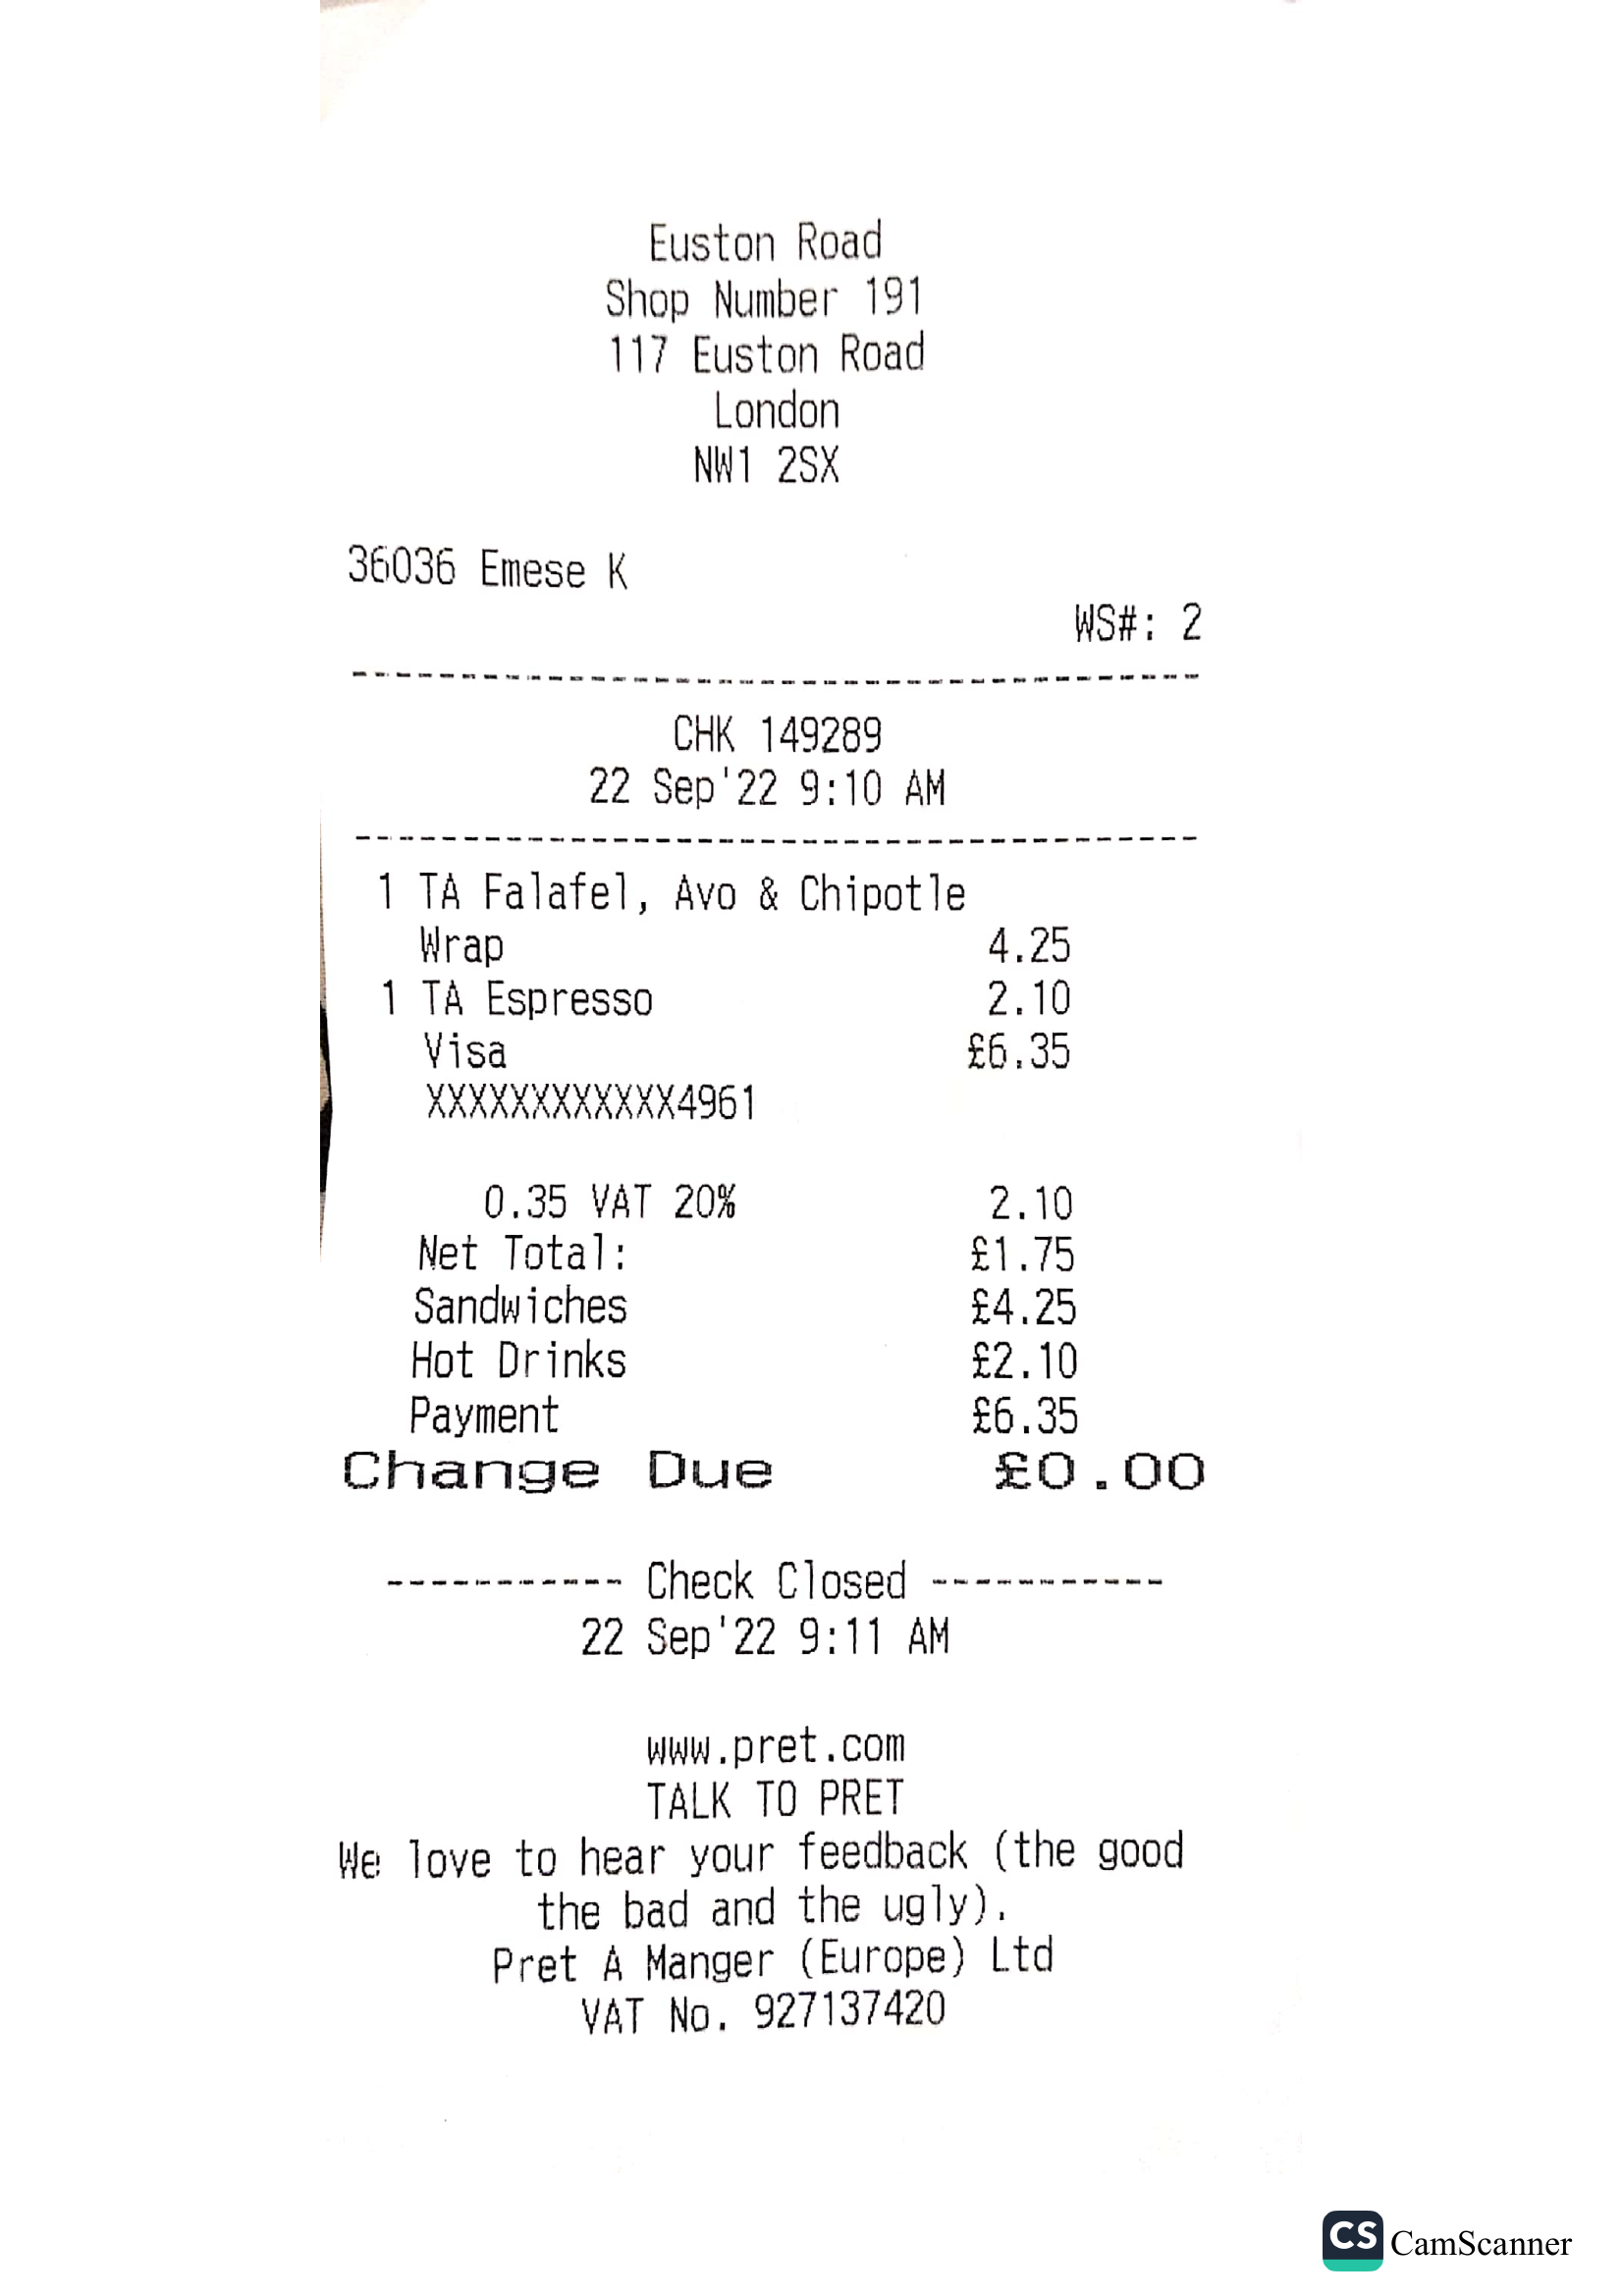 Euston Road
Shop Number 191
117 Euston Road
London
NW1 2SX
36036 Emese K
WS#: 2
----------------------------------------
CHK 149289
22 Sep'22 9:10 AM
----------------------------------------
1 TA Falafel, Avo & Chipotle
Wrap 4.25
1 TA Espresso 2.10
Visa £6.35
XXXXXXXXXXXX4961
0.35 VAT 20% 2.10
Net Total: £1.75
Sandwiches £4.25
Hot Drinks £2.10
Payment £6.35
Change Due £0.00
----------- Check Closed -----------
22 Sep'22 9:11 AM
www.pret.com
TALK TO PRET
We love to hear your feedback (the good
the bad and the ugly).
Pret A Manger (Europe) Ltd
VAT No. 927137420
CS CamScanner